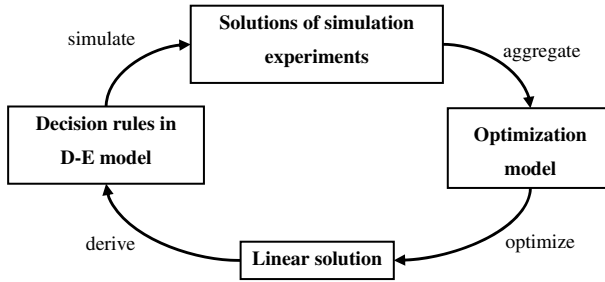 Solutions of simulation
experiments
simulate
aggregate
Decision rules in
D-E model
Optimization
model
derive
optimize
Linear solution